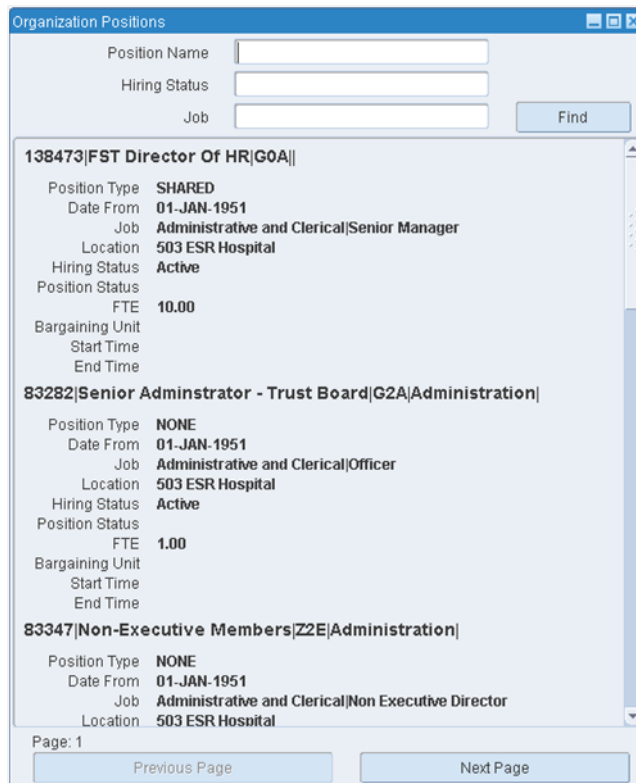 Organization Positions
Position Name
Hiring Status
Job
Find
138473|FST Director Of HR|G0A||
Position Type SHARED
Date From 01-JAN-1951
Job Administrative and Clerical|Senior Manager
Location 503 ESR Hospital
Hiring Status Active
Position Status
FTE 10.00
Bargaining Unit
Start Time
End Time
83282|Senior Adminstrator - Trust Board|G2A|Administration|
Position Type NONE
Date From 01-JAN-1951
Job Administrative and Clerical|Officer
Location 503 ESR Hospital
Hiring Status Active
Position Status
FTE 1.00
Bargaining Unit
Start Time
End Time
83347|Non-Executive Members|Z2E|Administration|
Position Type NONE
Date From 01-JAN-1951
Job Administrative and Clerical|Non Executive Director
Location 503 ESR Hospital
Page: 1
Previous Page Next Page